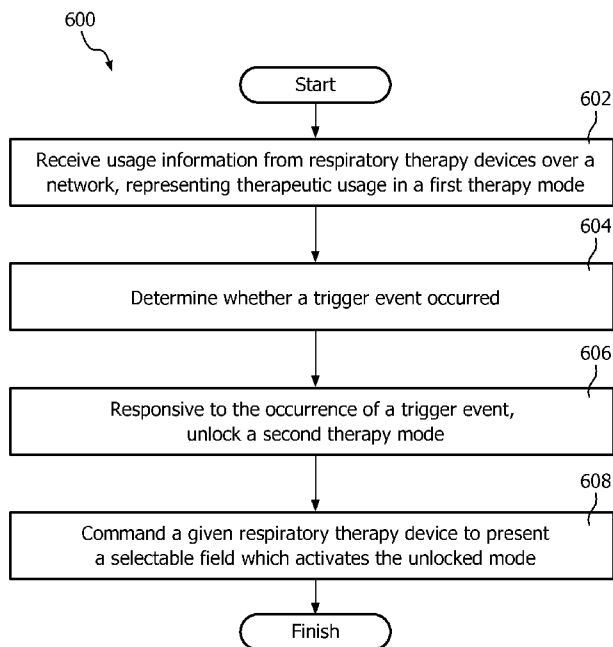 600
Start
602
Receive usage information from respiratory therapy devices over a
network, representing therapeutic usage in a first therapy mode
604
Determine whether a trigger event occurred
606
Responsive to the occurrence of a trigger event,
unlock a second therapy mode
608
Command a given respiratory therapy device to present
a selectable field which activates the unlocked mode
Finish